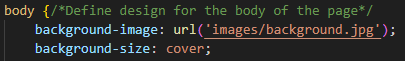 body {/*Define design for the body of the page*/
    background-image: url('images/background.jpg');
    background-size: cover;